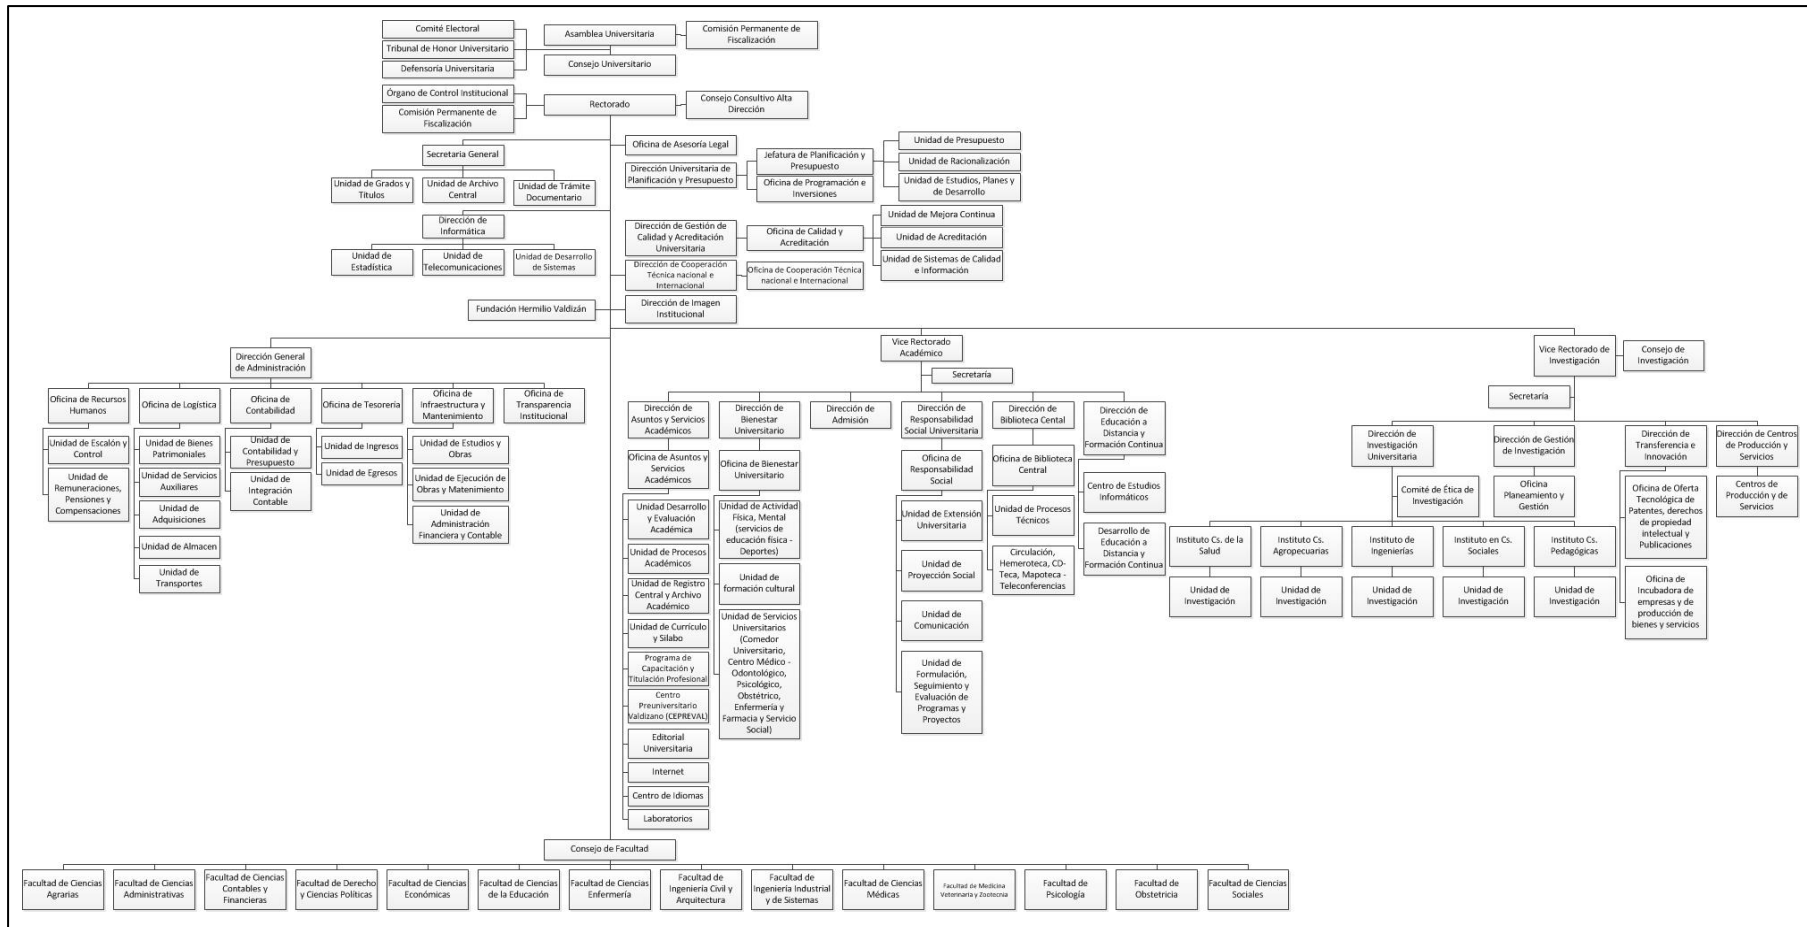 Comité Electoral
Tribunal de Honor Universitario
Defensoría Universitaria
Asamblea Universitaria
Comisión Permanente de
Fiscalización
Consejo Universitario
Órgano de Control Institucional
Comisión Permanente de
Fiscalización
Rectorado
Consejo Consultivo Alta
Dirección
Secretaria General
Unidad de Grados y
Títulos
Unidad de Archivo
Central
Unidad de Trámite
Documentario
Oficina de Asesoría Legal
Dirección Universitaria de
Planificación y Presupuesto
Jefatura de Planificación y
Presupuesto
Oficina de Programación e
Inversiones
Unidad de Presupuesto
Unidad de Racionalización
Unidad de Estudios, Planes y
de Desarrollo
Dirección de
Informática
Unidad de
Estadística
Unidad de
Telecomunicaciones
Unidad de Desarrollo
de Sistemas
Dirección de Gestión de
Calidad y Acreditación
Universitaria
Oficina de Calidad y
Acreditación
Unidad de Mejora Continua
Unidad de Acreditación
Unidad de Sistemas de Calidad
e Información
Dirección de Cooperación
Técnica nacional e
Internacional
Oficina de Cooperación Técnica
nacional e Internacional
Fundación Hermilio Valdizán
Dirección de Imagen
Institucional
Dirección General
de Administración
Oficina de Recursos
Humanos
Unidad de Escalón y
Control
Unidad de
Remuneraciones,
Pensiones y
Compensaciones
Oficina de Logística
Unidad de Bienes
Patrimoniales
Unidad de Servicios
Auxiliares
Unidad de
Adquisiciones
Unidad de Almacen
Unidad de
Transportes
Oficina de
Contabilidad
Unidad de
Contabilidad y
Presupuesto
Unidad de
Integración
Contable
Oficina de Tesorería
Unidad de Ingresos
Unidad de Egresos
Oficina de
Infraestructura y
Mantenimiento
Unidad de Estudios y
Obras
Unidad de Ejecución de
Obras y Matenimiento
Unidad de
Administración
Financiera y Contable
Oficina de
Transparencia
Institucional
Vice Rectorado
Académico
Secretaría
Dirección de
Asuntos y Servicios
Académicos
Oficina de Asuntos y
Servicios
Académicos
Unidad Desarrollo
y Evaluación
Académica
Unidad de Procesos
Académicos
Unidad de Registro
Central y Archivo
Académico
Unidad de Currículo
y Silabo
Programa de
Capacitación y
Titulación Profesional
Centro
Preuniversitario
Valdizano (CEPREVAL)
Editorial
Universitaria
Internet
Centro de Idiomas
Laboratorios
Dirección de
Bienestar
Universitario
Oficina de Bienestar
Universitario
Unidad de Actividad
Física, Mental
(servicios de
educación física -
Deportes)
Unidad de
formación cultural
Unidad de Servicios
Universitarios
(Comedor
Universitario,
Centro Médico -
Odontológico,
Psicológico,
Obstétrico,
Enfermería y
Farmacia y Servicio
Social)
Dirección de
Admisión
Dirección de
Responsabilidad
Social Universitaria
Oficina de
Responsabilidad
Social
Unidad de Extensión
Universitaria
Unidad de
Proyección Social
Unidad de
Comunicación
Unidad de
Formulación,
Seguimiento y
Evaluación de
Programas y
Proyectos
Dirección de
Biblioteca Cental
Oficina de Biblioteca
Central
Unidad de Procesos
Técnicos
Circulación,
Hemeroteca, CD-
Teca, Mapoteca -
Teleconferencias
Dirección de
Educación a
Distancia y
Formación Continua
Centro de Estudios
Informáticos
Desarrollo de
Educación a
Distancia y
Formación Continua
Vice Rectorado de
Investigación
Consejo de
Investigación
Secretaría
Dirección de
Investigación
Universitaria
Comité de Ética de
Investigación
Instituto Cs. de la
Salud
Instituto Cs.
Agropecuarias
Instituto de
Ingenierías
Instituto en Cs.
Sociales
Instituto Cs.
Pedagógicas
Unidad de
Investigación
Unidad de
Investigación
Unidad de
Investigación
Unidad de
Investigación
Unidad de
Investigación
Dirección de Gestión
de Investigación
Oficina
Planeamiento y
Gestión
Dirección de
Transferencia e
Innovación
Oficina de Oferta
Tecnológica de
Patentes, derechos
de propiedad
intelectual y
Publicaciones
Oficina de
Incubadora de
empresas y de
producción de
bienes y servicios
Dirección de Centros
de Producción y
Servicios
Centros de
Producción y de
Servicios
Consejo de Facultad
Facultad de Ciencias
Agrarias
Facultad de Ciencias
Administrativas
Facultad de Ciencias
Contables y
Financieras
Facultad de Derecho
y Ciencias Políticas
Facultad de Ciencias
Económicas
Facultad de Ciencias
de la Educación
Facultad de Ciencias
Enfermería
Facultad de
Ingeniería Civil y
Arquitectura
Facultad de
Ingeniería Industrial
y de Sistemas
Facultad de Ciencias
Médicas
Facultad de Medicina
Veterinaria y Zootecnia
Facultad de
Psicología
Facultad de
Obstetricia
Facultad de Ciencias
Sociales